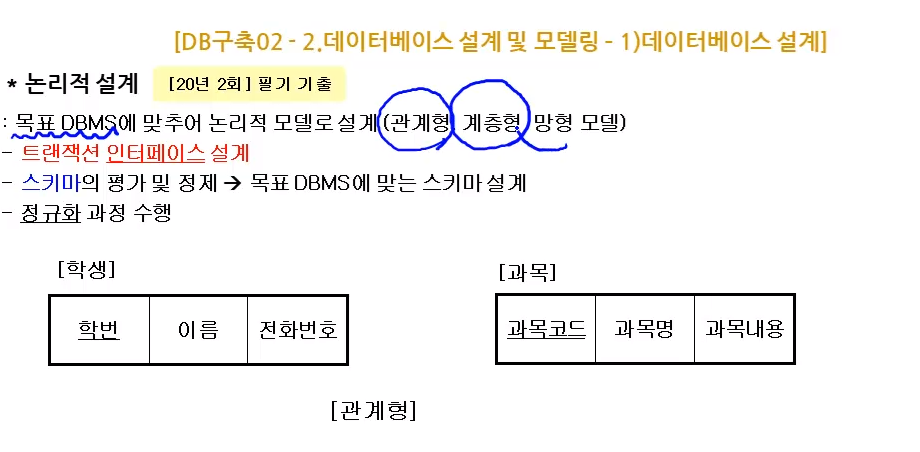 [DB구축02 - 2.데이터베이스 설계 및 모델링 - 1)데이터베이스 설계]
* 논리적 설계 [20년 2회] 필기 기출
: 목표 DBMS에 맞추어 논리적 모델로 설계 (관계형, 계층형, 망형 모델)
- 트랜잭션 인터페이스 설계
- 스키마의 평가 및 정제 → 목표 DBMS에 맞는 스키마 설계
- 정규화 과정 수행
[학생] [과목]
학번 이름 전화번호 과목코드 과목명 과목내용
[관계형]